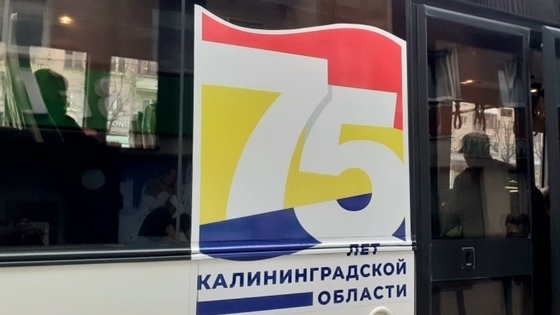 75
ЛЕТ
КАЛИНИНГРАДСКОЙ
ОБЛАСТИ